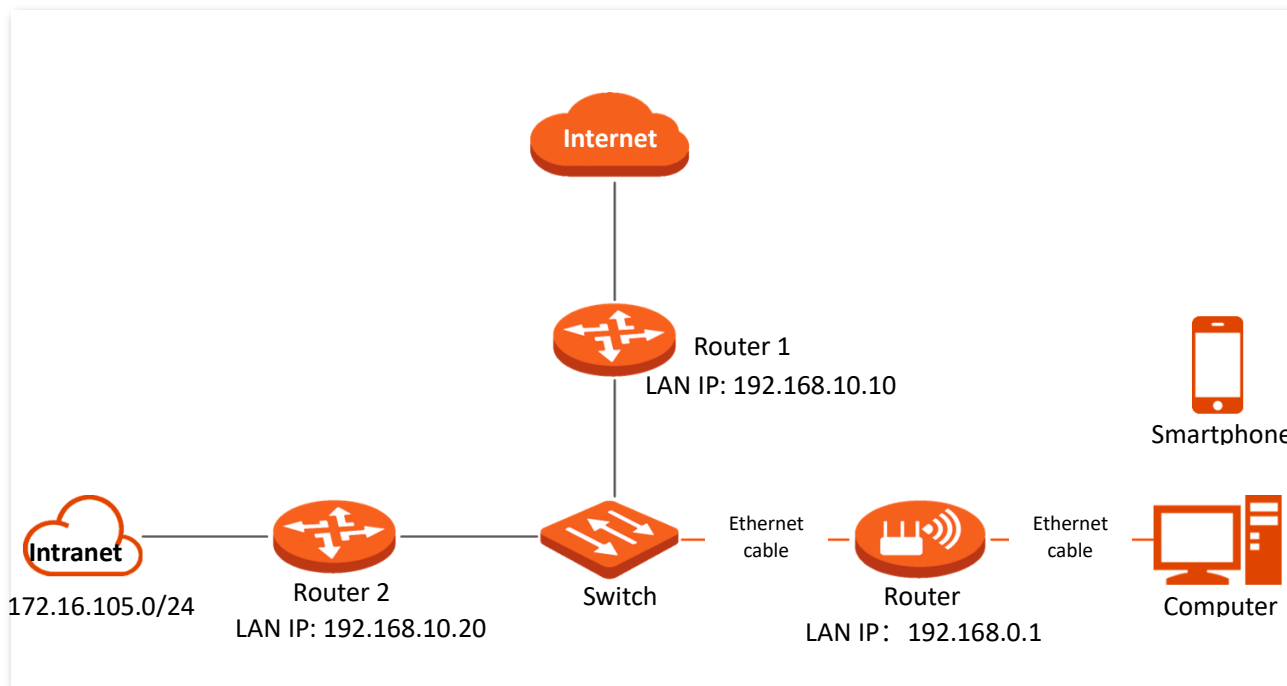 Internet
Router 1
LAN IP: 192.168.10.10
Smartphone
Ethernet
cable
Ethernet
cable
Intranet
172.16.105.0/24
Router 2
LAN IP: 192.168.10.20
Switch
Router
LAN IP： 192.168.0.1
Computer